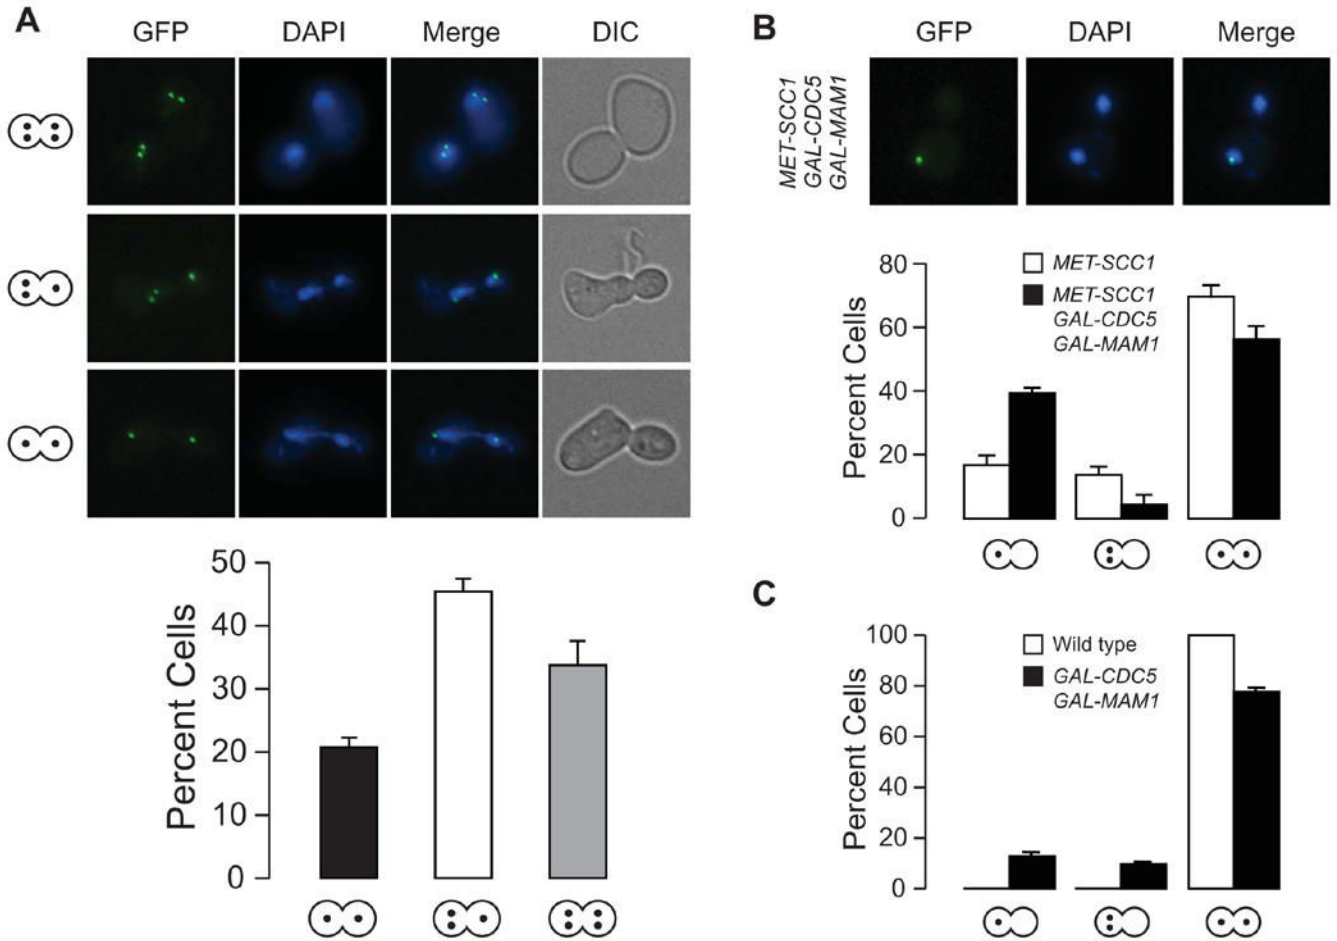 A
GFP DAPI Merge DIC
Percent Cells
50
40
30
20
10
0
B
GFP DAPI Merge
MET-SCC1
GAL-CDC5
GAL-MAM1
Percent Cells
80
60
40
20
0
MET-SCC1
MET-SCC1
GAL-CDC5
GAL-MAM1
C
Percent Cells
100
80
60
40
20
0
Wild type
GAL-CDC5
GAL-MAM1